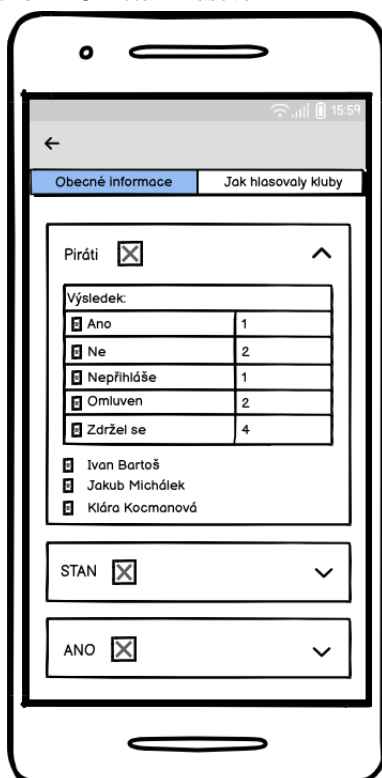 15:59
Obecné informace Jak hlasovaly kluby
Piráti
Výsledek:
Ano 1
Ne 2
Nepřihláše 1
Omluven 2
Zdržel se 4
Ivan Bartoš
Jakub Michálek
Klára Kocmanová
STAN
ANO